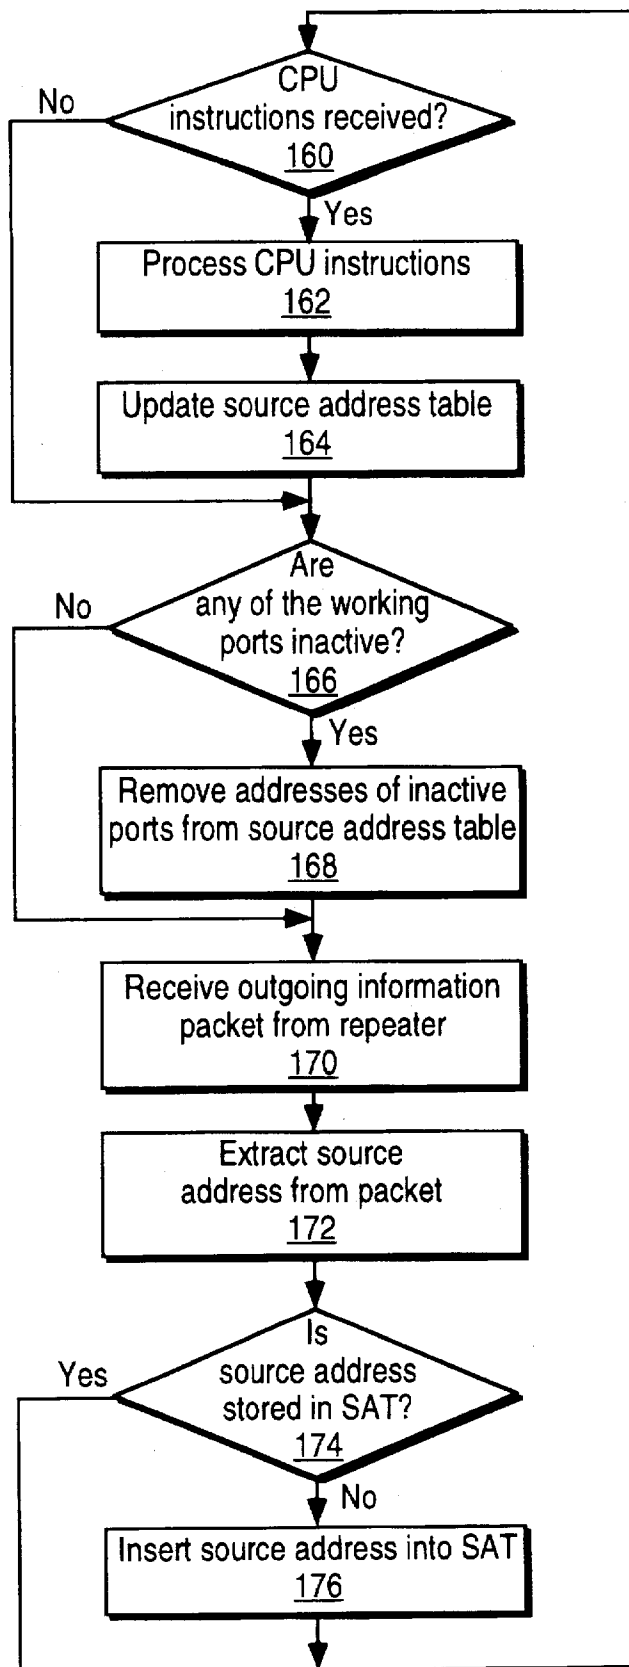 CPU
instructions received?
160
No
Yes
Process CPU instructions
162
Update source address table
164
Are
any of the working
ports inactive?
166
No
Yes
Remove addresses of inactive
ports from source address table
168
Receive outgoing information
packet from repeater
170
Extract source
address from packet
172
Is
source address
stored in SAT?
174
Yes
No
Insert source address into SAT
176